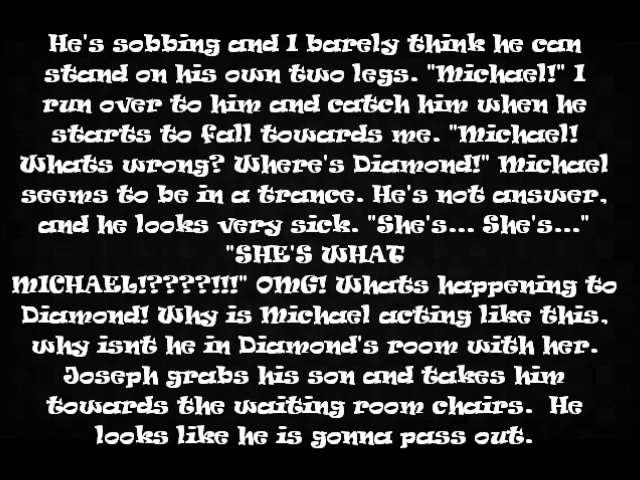 He's sobbing and I barely think he can
stand on his own two legs. "Michael!" I
run over to him and catch him when he
starts to fall towards me. "Michael!
Whats wrong? Where's Diamond!" Michael
seems to be in a trance. He's not answer,
and he looks very sick. "She's... She's..."
"SHE'S WHAT
MICHAEL!????!!!" OMG! Whats happening to
Diamond! Why is Michael acting like this,
why isnt he in Diamond's room with her.
Joseph grabs his son and takes him
towards the waiting room chairs.  He
looks like he is gonna pass out.